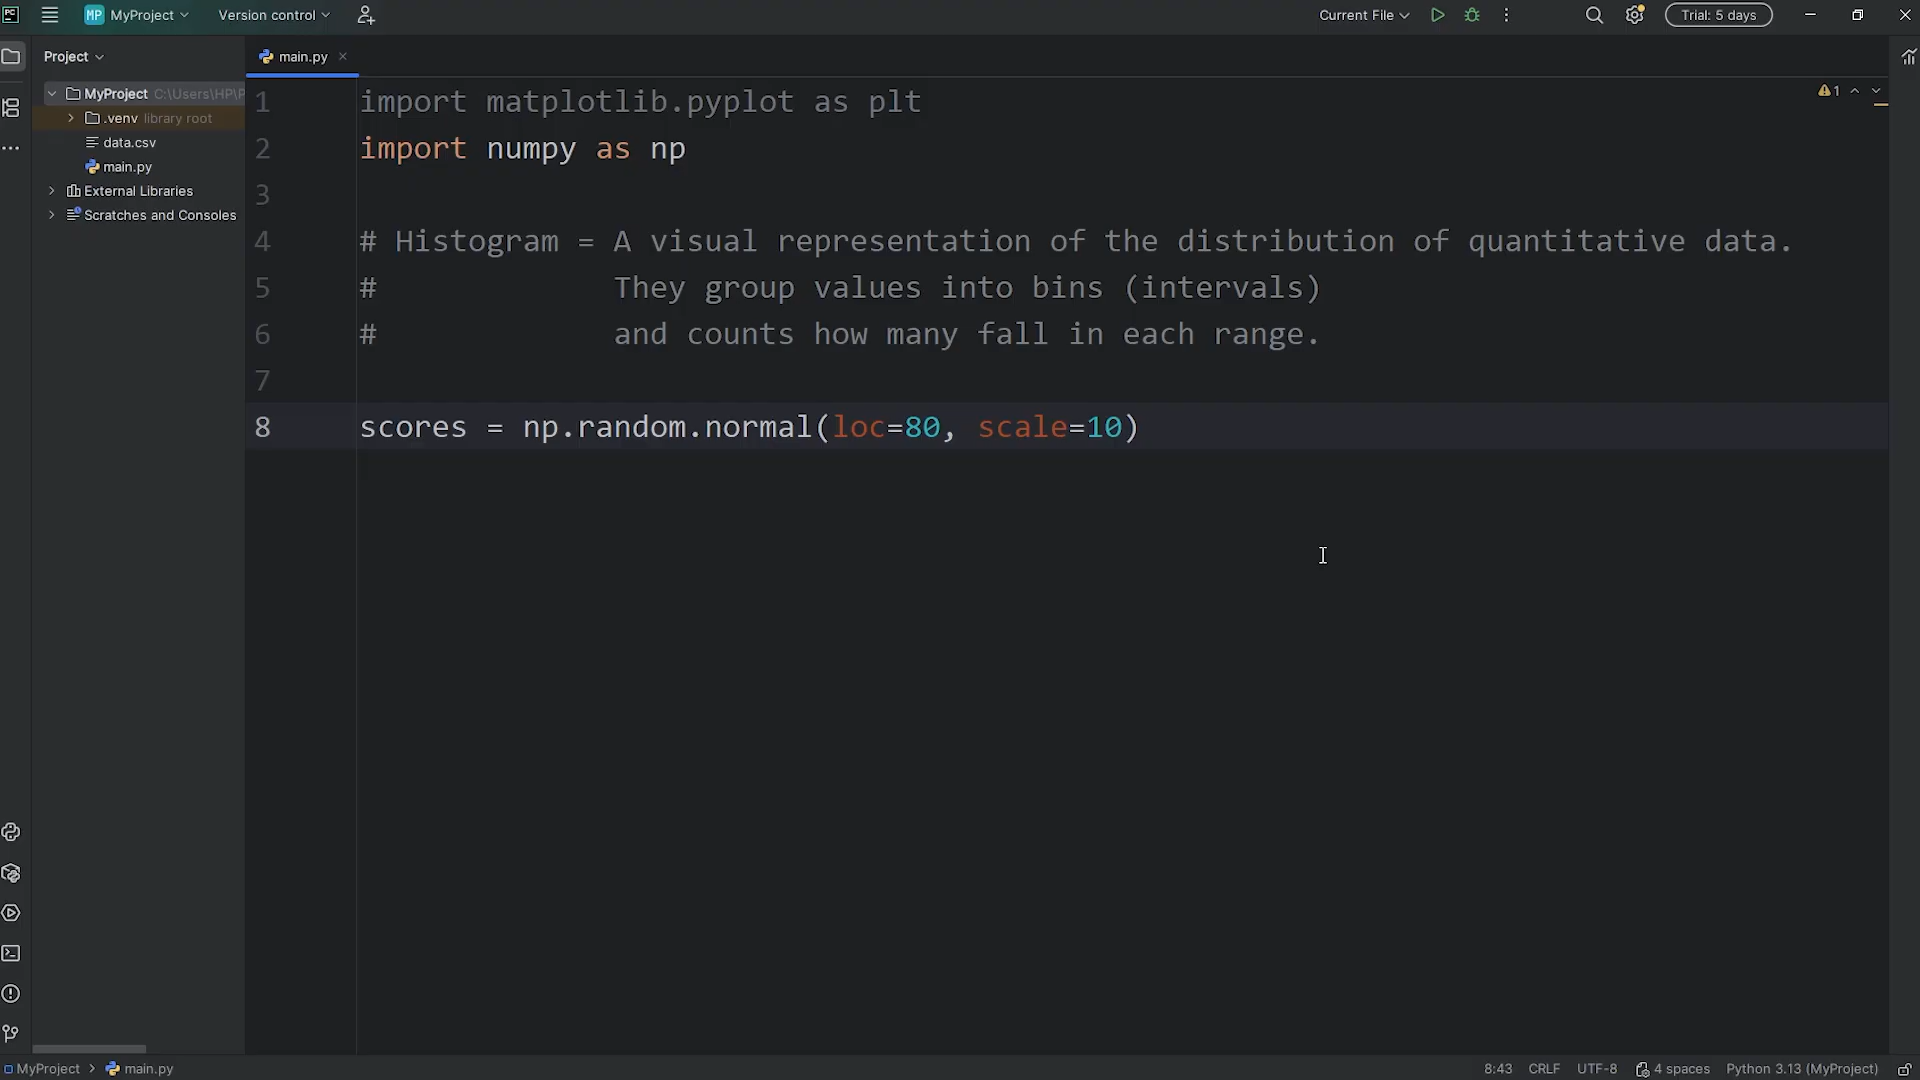 PC
MP MyProject
Version control
Current File
Trial: 5 days
Project
main.py
MyProject C:\Users\HP\P
.venv library root
data.csv
main.py
External Libraries
Scratches and Consoles
1 import matplotlib.pyplot as plt
2 import numpy as np
3
4 # Histogram = A visual representation of the distribution of quantitative data.
5 # They group values into bins (intervals)
6 # and counts how many fall in each range.
7
8 scores = np.random.normal(loc=80, scale=10)
1
MyProject
main.py
8:43
CRLF
UTF-8
4 spaces
Python 3.13 (MyProject)